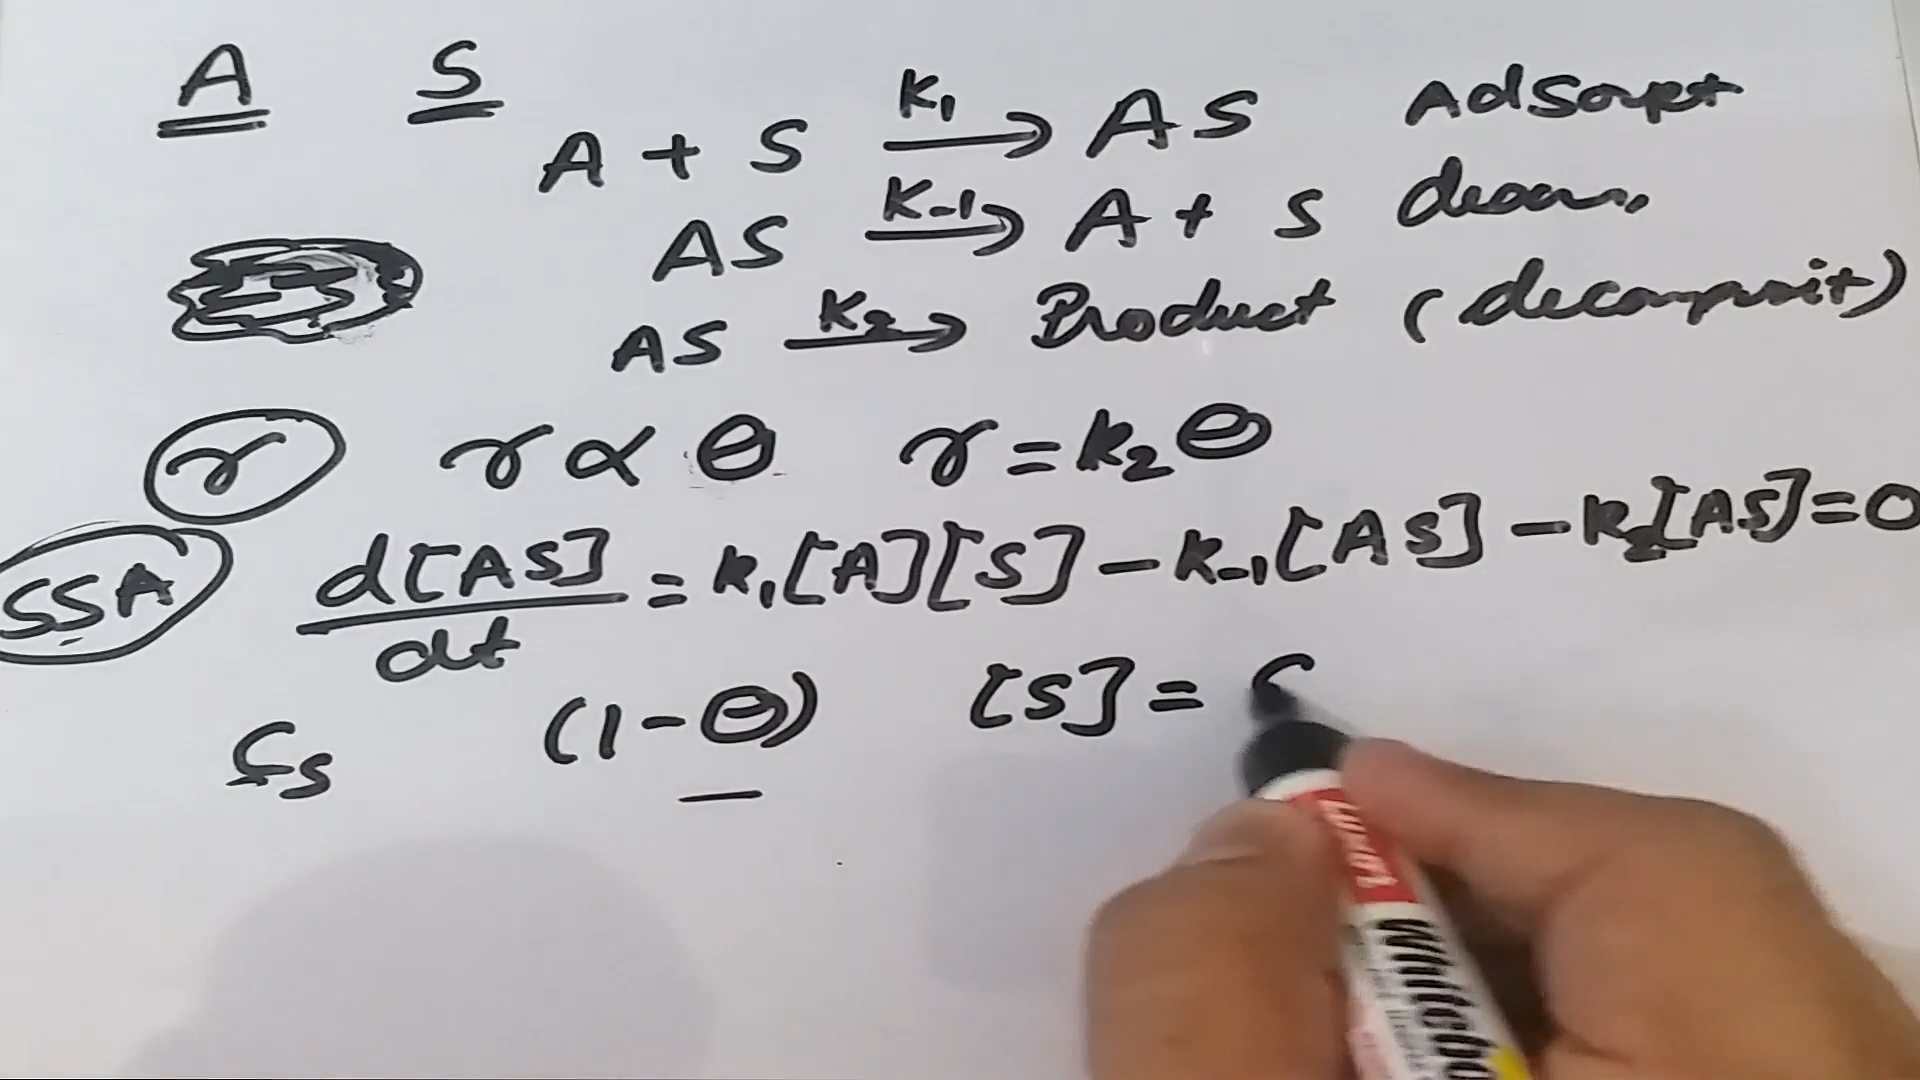 A S
A + S K₁→ AS Adsorpt
AS K-1→ A + S
AS K₂→ Product (decomposit)
r r ∝ θ r = k₂θ
SSA d[AS]/dt = k₁[A][S] - k-1[AS] - k₂[AS] = 0
Cs (1-θ) [S] = C